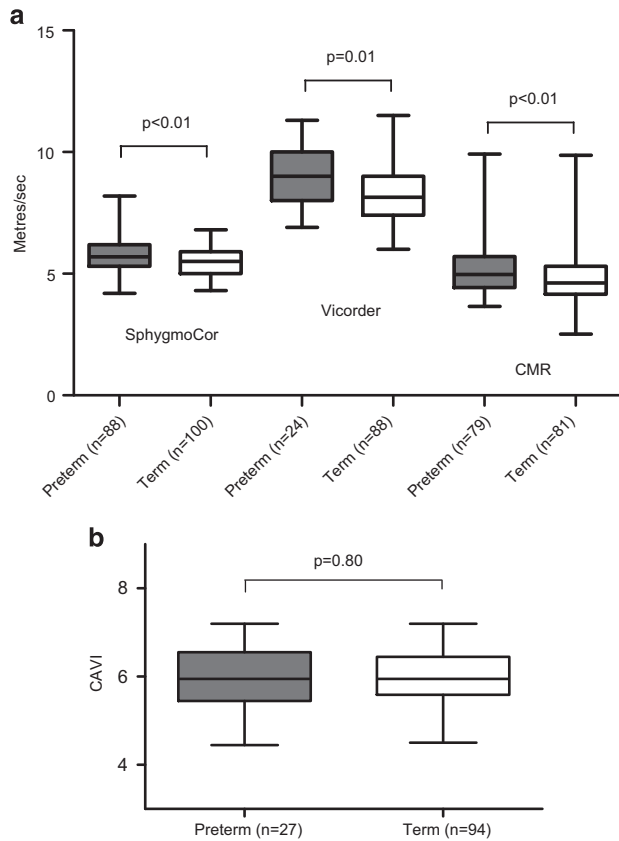 a
15
p=0.01
p<0.01
p<0.01
10
Metres/sec
5
Vicorder
SphygmoCor
CMR
0
Preterm (n=88)
Term (n=100)
Preterm (n=24)
Term (n=88)
Preterm (n=79)
Term (n=81)
b
p=0.80
8
CAVI
6
4
Preterm (n=27)
Term (n=94)